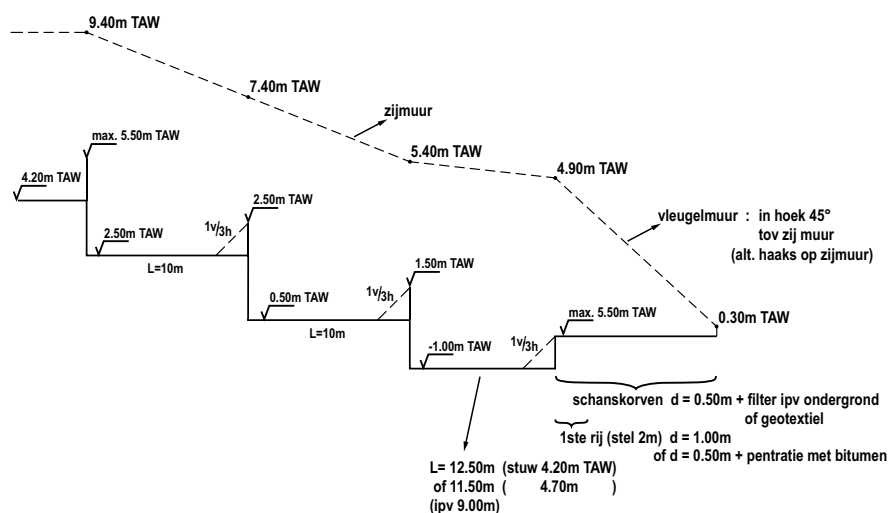 9.40m TAW
7.40m TAW
zijmuur
max. 5.50m TAW
5.40m TAW
4.20m TAW
4.90m TAW
2.50m TAW
vleugelmuur : in hoek 45°
tov zij muur
(alt. haaks op zijmuur)
1v/3h
2.50m TAW
L=10m
1.50m TAW
0.50m TAW
1v/3h
max. 5.50m TAW
0.30m TAW
L=10m
-1.00m TAW
1v/3h
schanskorven d = 0.50m + filter ipv ondergrond
of geotextiel
1ste rij (stel 2m) d = 1.00m
of d = 0.50m + pentratie met bitumen
L= 12.50m (stuw 4.20m TAW)
of 11.50m ( 4.70m )
(ipv 9.00m)